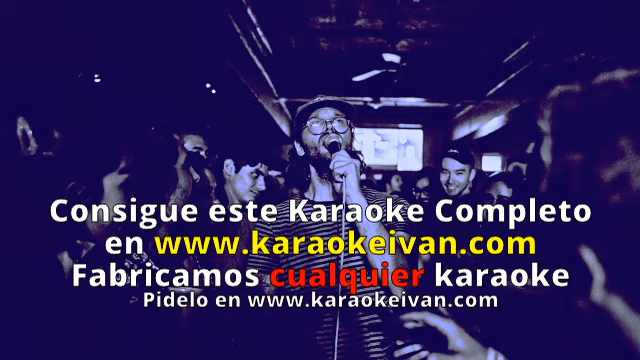 Consigue este Karaoke Completo
en www.karaokeivan.com
Fabricamos cualquier karaoke
Pidelo en www.karaokeivan.com